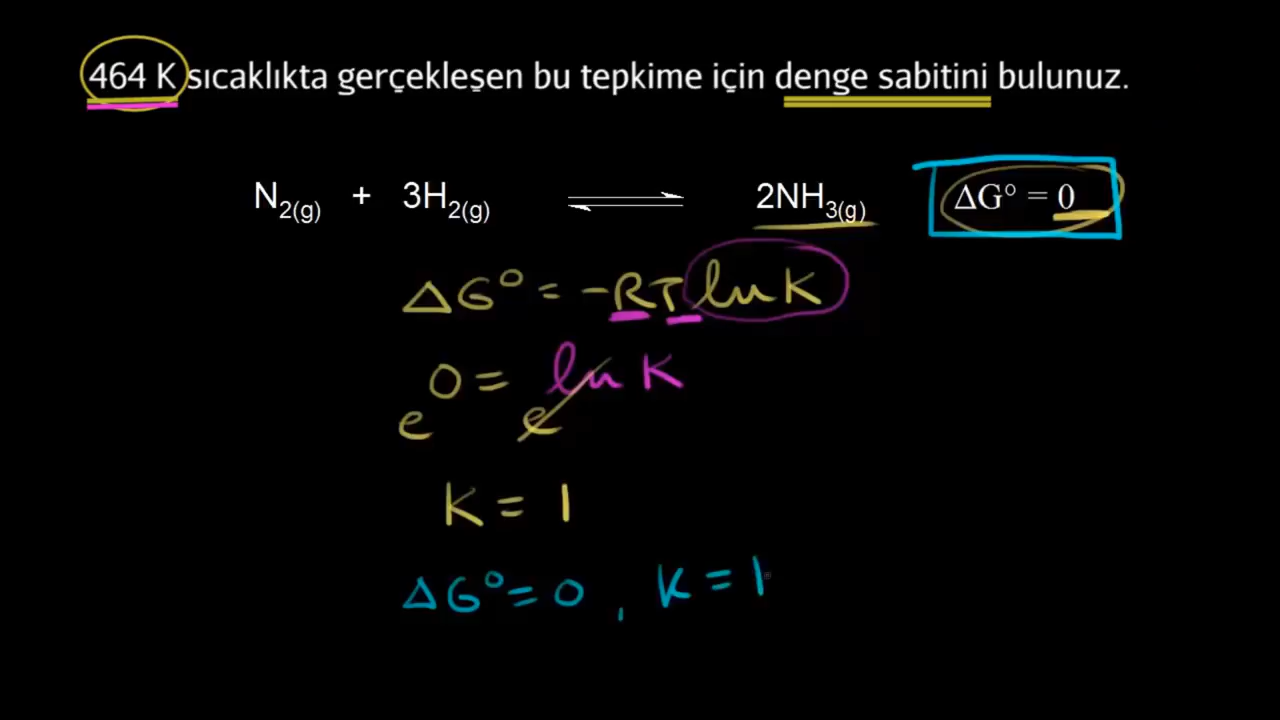 464 K sıcaklıkta gerçekleşen bu tepkime için denge sabitini bulunuz.
N₂(g) + 3H₂(g) ⇌ 2NH₃(g) ΔG° = 0
ΔG° = -RT ln K
0 = ln K
e e
K = 1
ΔG° = 0 , K = 1